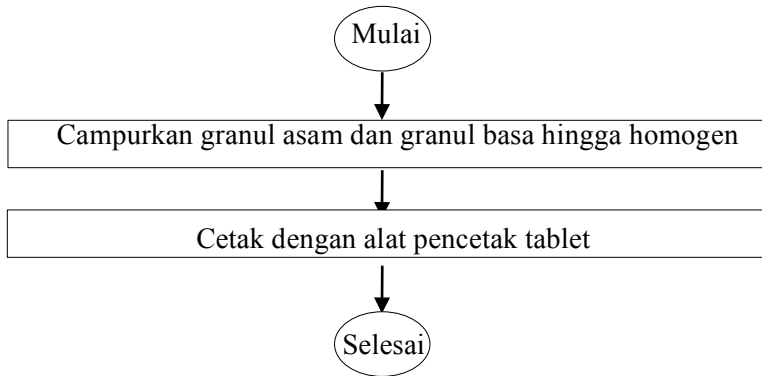 Mulai
Campurkan granul asam dan granul basa hingga homogen
Cetak dengan alat pencetak tablet
Selesai